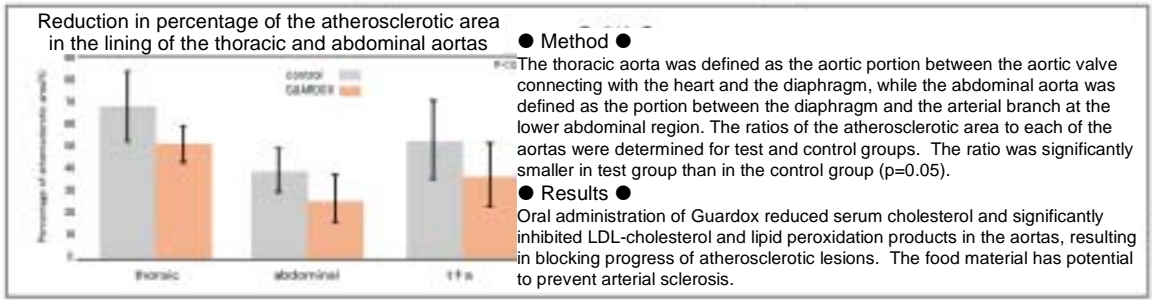 Reduction in percentage of the atherosclerotic area
in the lining of the thoracic and abdominal aortas
Percentage of atherosclerotic area(%)
control
GUARDOX
thorasic
abdominal
t+a
● Method ●
The thoracic aorta was defined as the aortic portion between the aortic valve
connecting with the heart and the diaphragm, while the abdominal aorta was
defined as the portion between the diaphragm and the arterial branch at the
lower abdominal region. The ratios of the atherosclerotic area to each of the
aortas were determined for test and control groups. The ratio was significantly
smaller in test group than in the control group (p=0.05).
● Results ●
Oral administration of Guardox reduced serum cholesterol and significantly
inhibited LDL-cholesterol and lipid peroxidation products in the aortas, resulting
in blocking progress of atherosclerotic lesions. The food material has potential
to prevent arterial sclerosis.